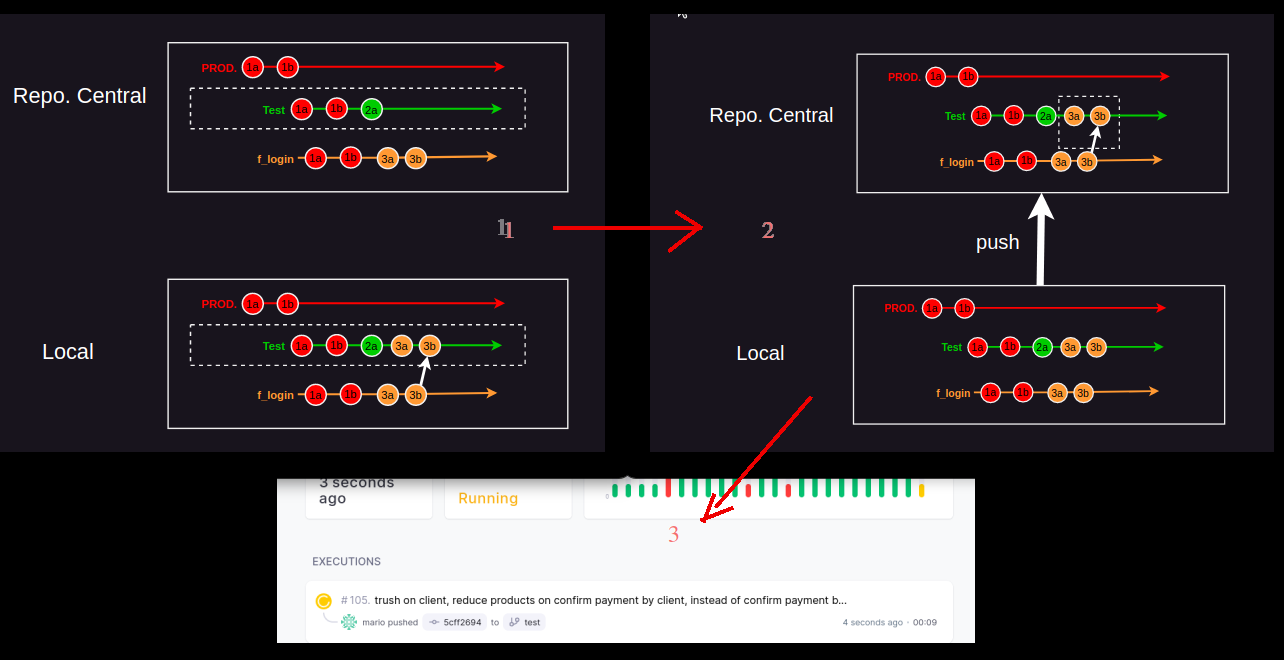 PROD. 1a 1b
Repo. Central
Test 1a 1b 2a
f_login 1a 1b 3a 3b
1
PROD. 1a 1b
Local
Test 1a 1b 2a 3a 3b
f_login 1a 1b 3a 3b
PROD. 1a 1b
Repo. Central
Test 1a 1b 2a 3a 3b
f_login 1a 1b 3a 3b
2
push
PROD. 1a 1b
Local
Test 1a 1b 2a 3a 3b
f_login 1a 1b 3a 3b
3 seconds
ago
Running
0
3
EXECUTIONS
#105. trush on client, reduce products on confirm payment by client, instead of confirm payment b...
mario pushed 5cff2694 to test
4 seconds ago · 00:09